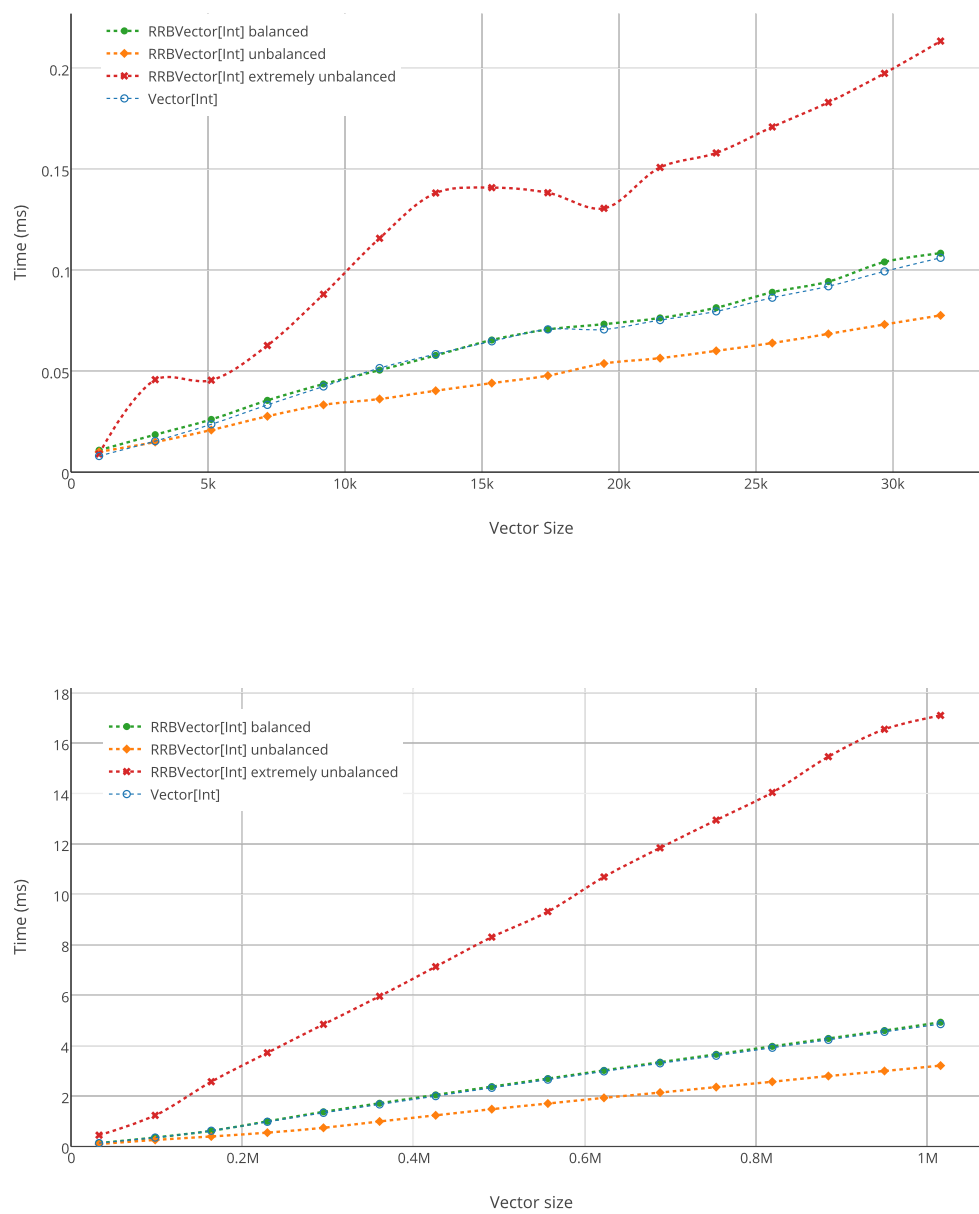 RRBVector[Int] balanced
RRBVector[Int] unbalanced
RRBVector[Int] extremely unbalanced
Vector[Int]
Time (ms)
0.2
0.15
0.1
0.05
0
0 5k 10k 15k 20k 25k 30k
Vector Size
RRBVector[Int] balanced
RRBVector[Int] unbalanced
RRBVector[Int] extremely unbalanced
Vector[Int]
Time (ms)
18
16
14
12
10
8
6
4
2
0
0 0.2M 0.4M 0.6M 0.8M 1M
Vector size